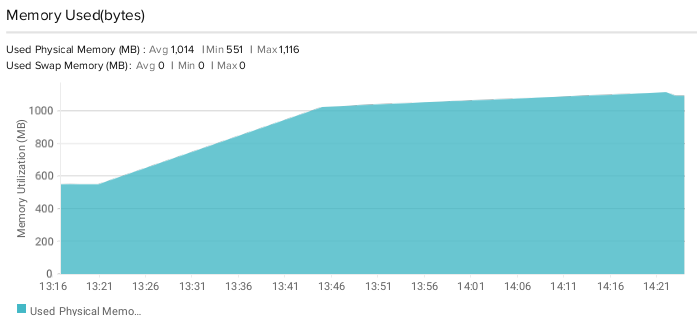 Memory Used(bytes)
Used Physical Memory (MB) : Avg 1,014 | Min 551 | Max 1,116
Used Swap Memory (MB): Avg 0 | Min 0 | Max 0
Memory Utilization (MB)
1000
800
600
400
200
0
13:16 13:21 13:26 13:31 13:36 13:41 13:46 13:51 13:56 14:01 14:06 14:11 14:16 14:21
Used Physical Memo...